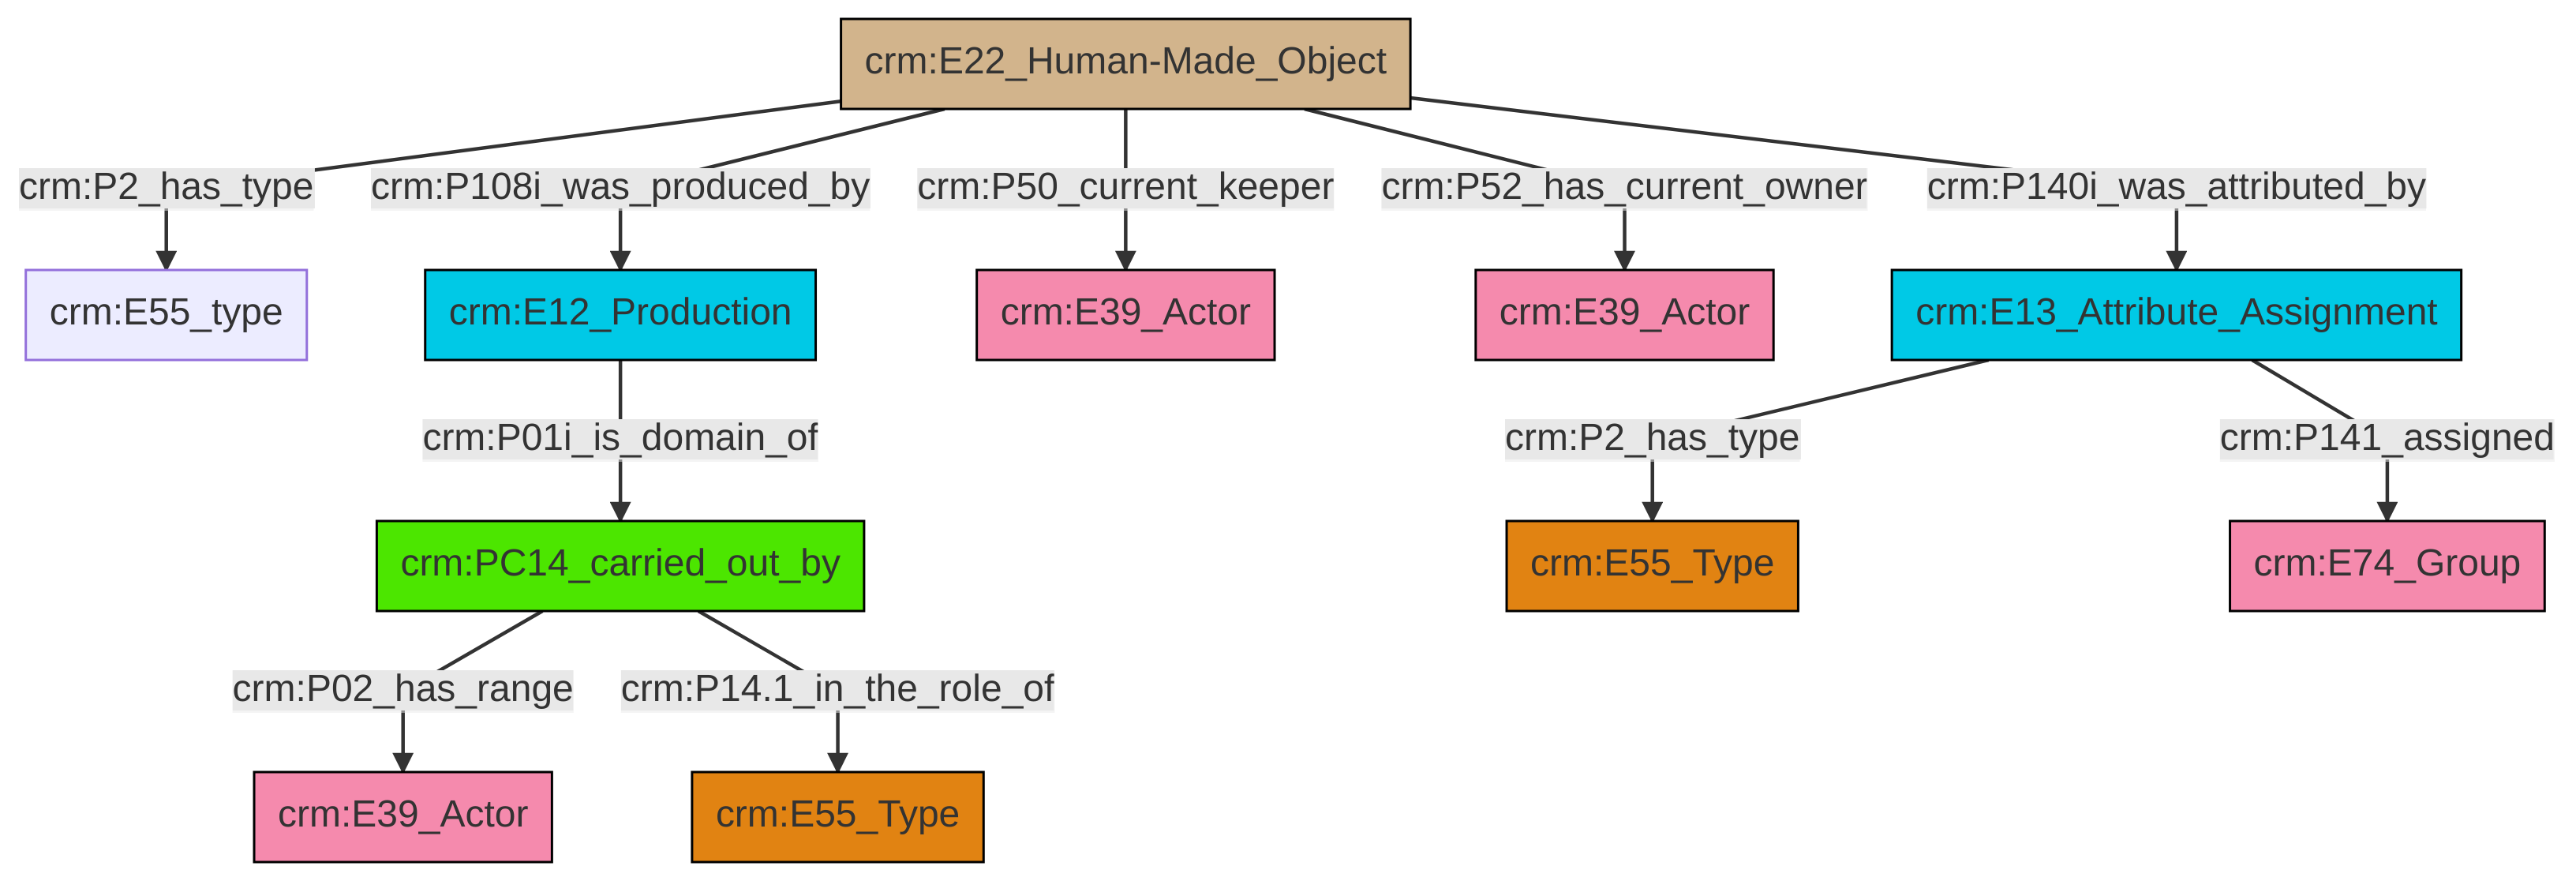 crm:E22_Human-Made_Object
crm:P2_has_type
crm:P108i_was_produced_by
crm:P50_current_keeper
crm:P52_has_current_owner
crm:P140i_was_attributed_by
crm:E55_type
crm:E12_Production
crm:E39_Actor
crm:E39_Actor
crm:E13_Attribute_Assignment
crm:P01i_is_domain_of
crm:P2_has_type
crm:P141_assigned
crm:PC14_carried_out_by
crm:E55_Type
crm:E74_Group
crm:P02_has_range
crm:P14.1_in_the_role_of
crm:E39_Actor
crm:E55_Type